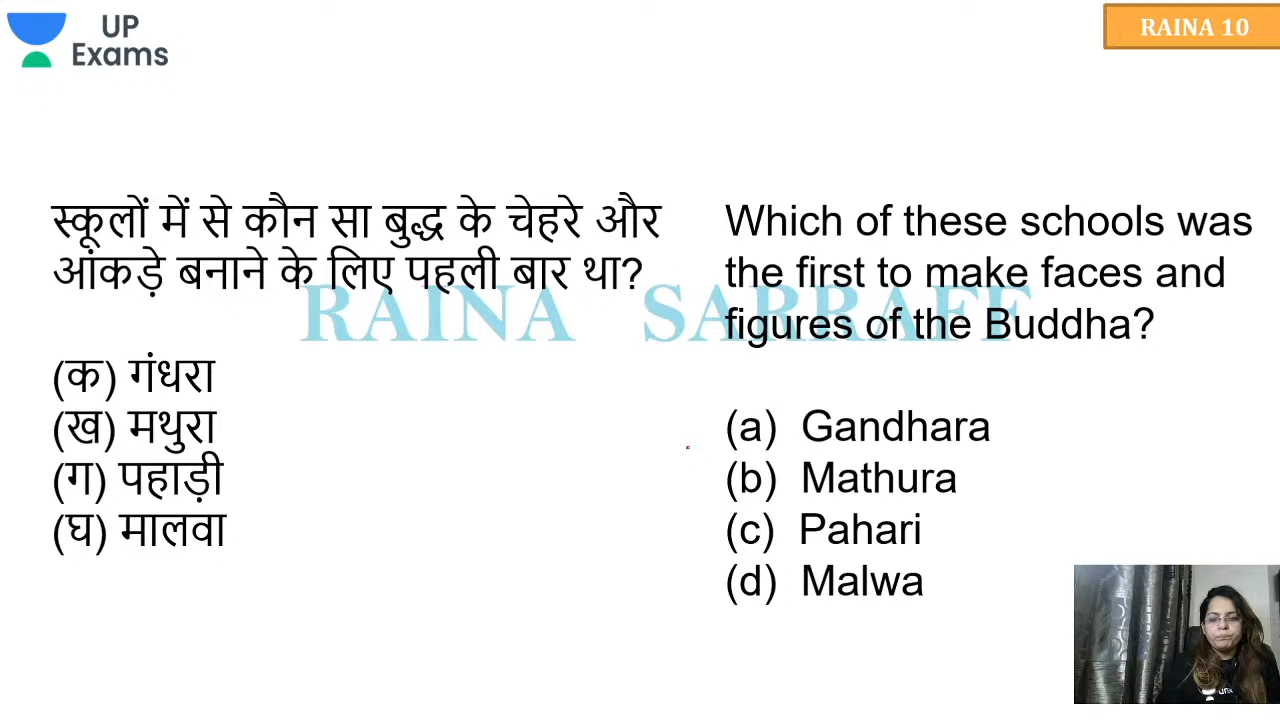 UP
Exams
RAINA 10
स्कूलों में से कौन सा बुद्ध के चेहरे और
आंकड़े बनाने के लिए पहली बार था?
(क) गंधरा
(ख) मथुरा
(ग) पहाड़ी
(घ) मालवा
Which of these schools was
the first to make faces and
figures of the Buddha?
(a) Gandhara
(b) Mathura
(c) Pahari
(d) Malwa
RAINA SARRAFF